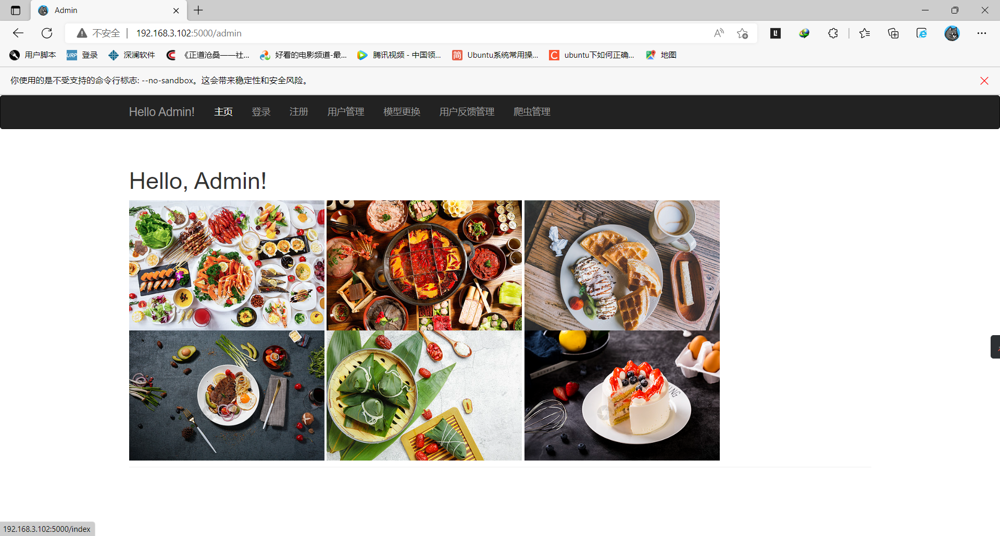 Admin
不安全 192.168.3.102:5000/admin
用户脚本 URP 登录 深澜软件 《正道沧桑——社... 好看的电影频道-最... 腾讯视频 - 中国领... 简 Ubuntu系统常用操... C ubuntu下如何正确... 地图
你使用的是不受支持的命令行标志: --no-sandbox。这会带来稳定性和安全风险。
Hello Admin! 主页 登录 注册 用户管理 模型更换 用户反馈管理 爬虫管理
Hello, Admin!
192.168.3.102:5000/index